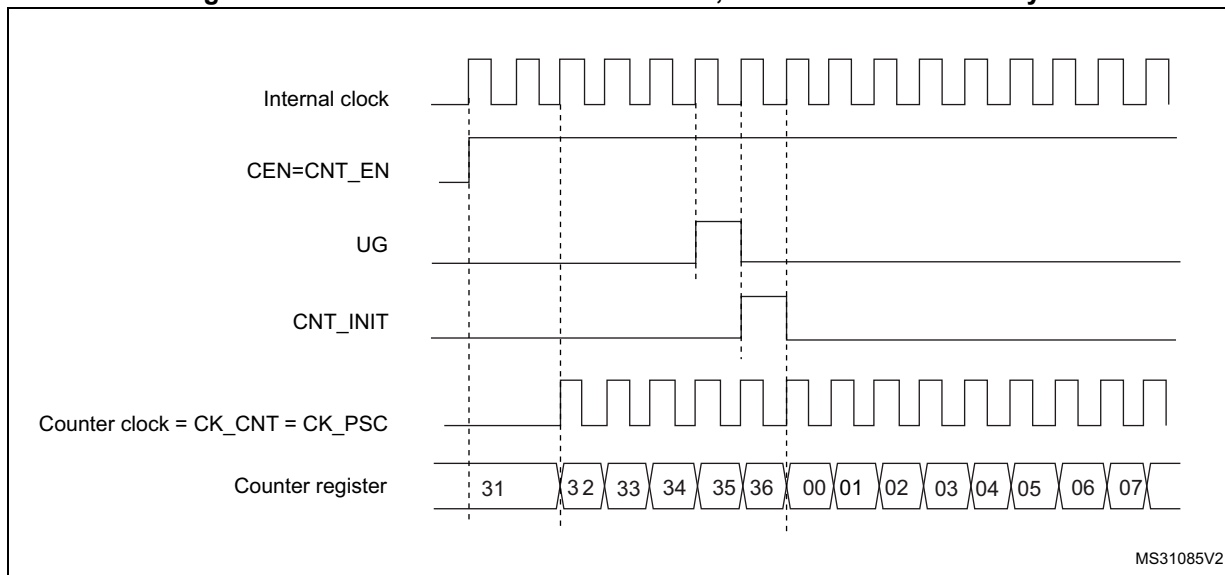 Internal clock
CEN=CNT_EN
UG
CNT_INIT
Counter clock = CK_CNT = CK_PSC
Counter register 31 32 33 34 35 36 00 01 02 03 04 05 06 07
MS31085V2